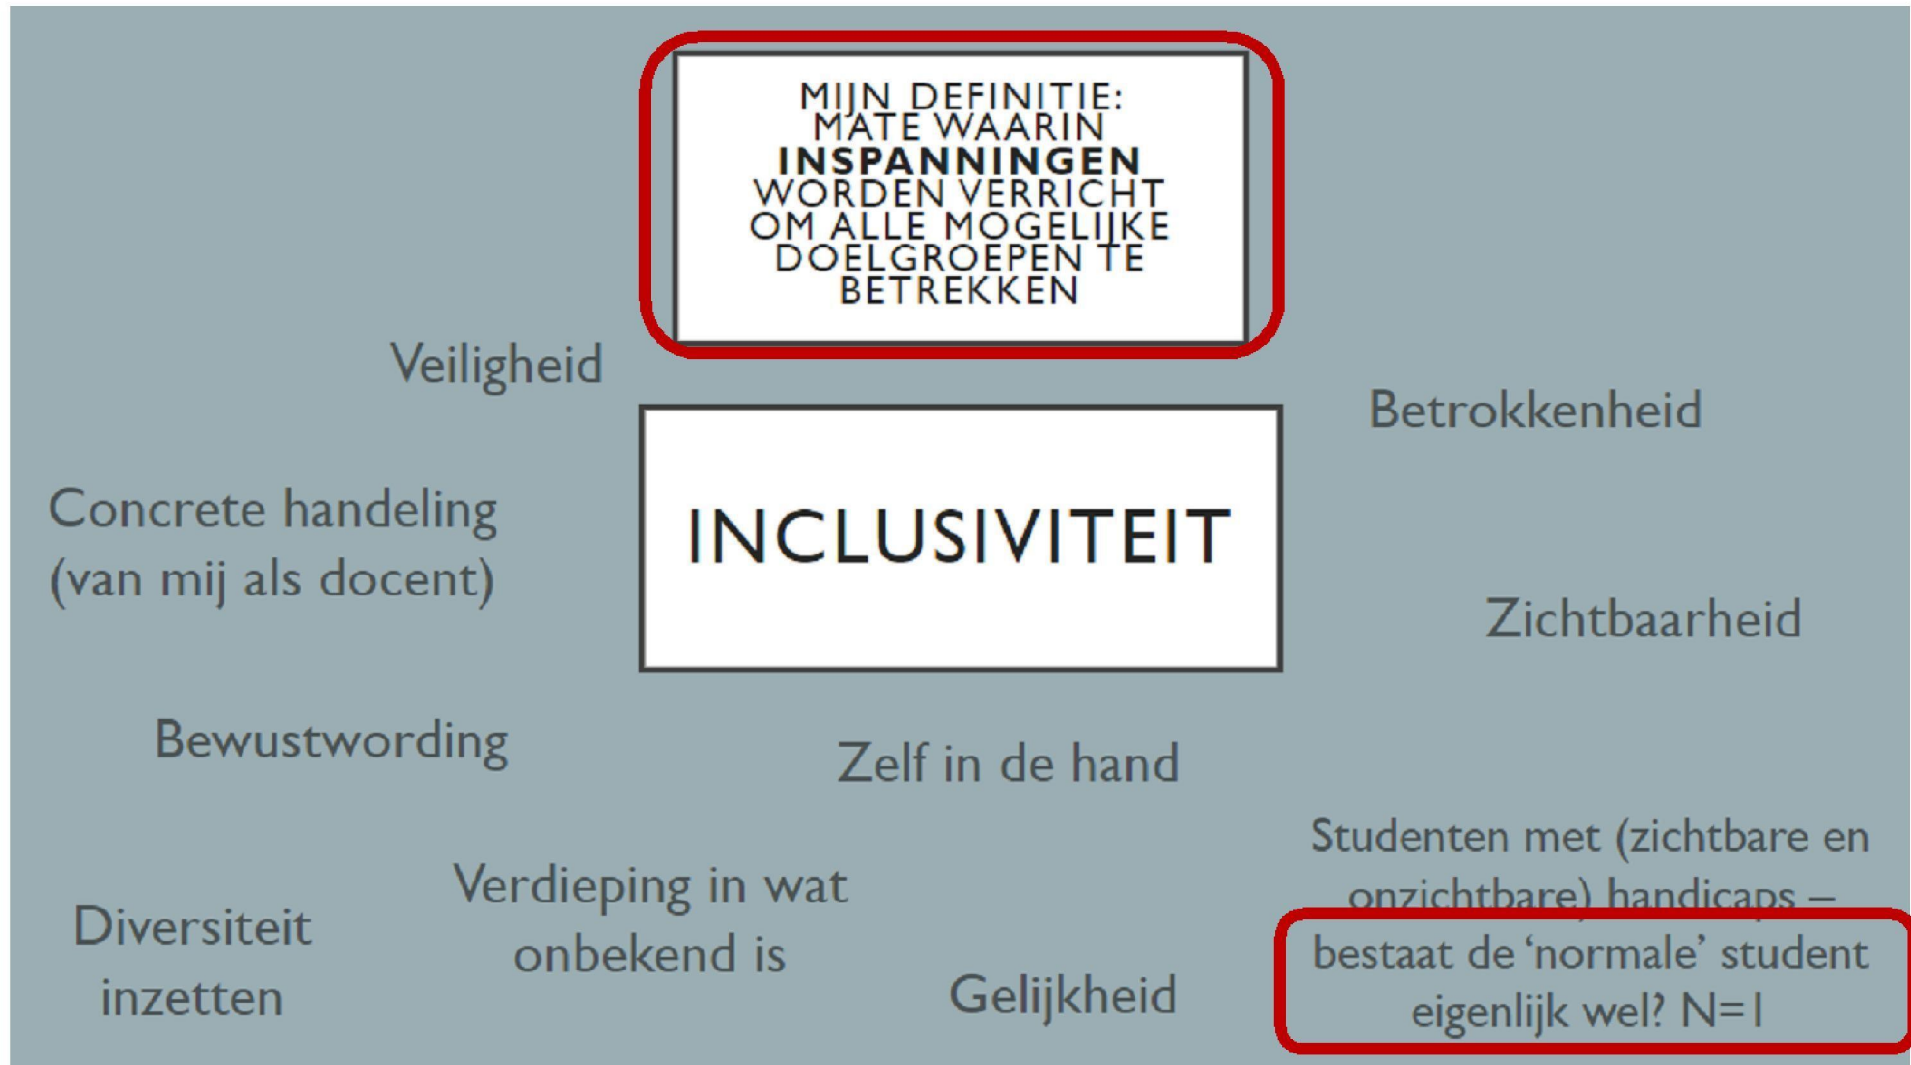 MIJN DEFINITIE:
MATE WAARIN
INSPANNINGEN
WORDEN VERRICHT
OM ALLE MOGELIJKE
DOELGROEPEN TE
BETREKKEN
Veiligheid
Betrokkenheid
INCLUSIVITEIT
Concrete handeling
(van mij als docent)
Zichtbaarheid
Bewustwording
Zelf in de hand
Studenten met (zichtbare en
onzichtbare) handicaps –
bestaat de ‘normale’ student
eigenlijk wel? N=1
Verdieping in wat
onbekend is
Diversiteit
inzetten
Gelijkheid